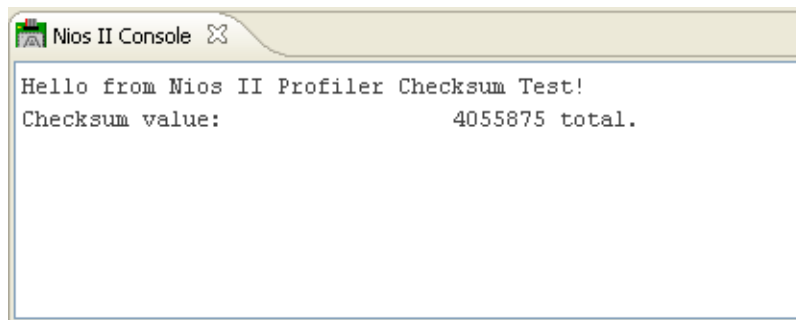 Nios II Console
Hello from Nios II Profiler Checksum Test!
Checksum value:                    4055875 total.